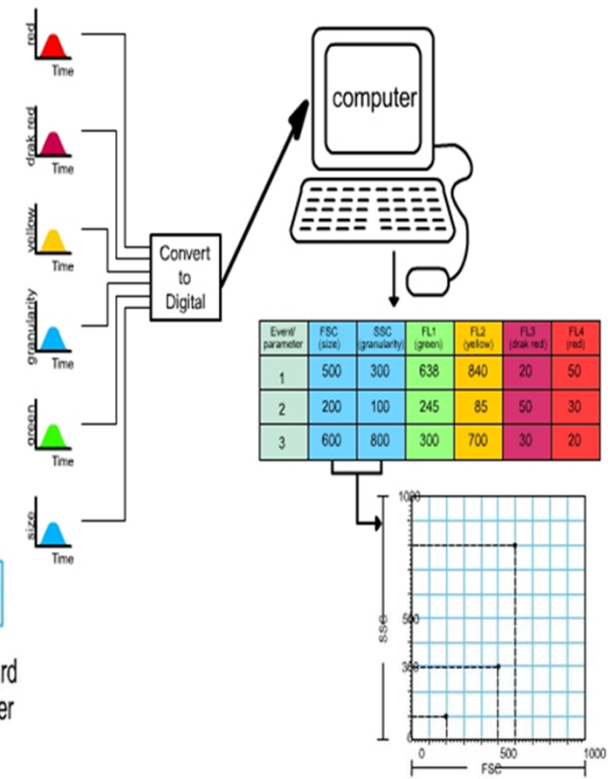 red
Time
drak red
Time
yellow
Time
granularity
Time
green
Time
size
Time
Convert
to
Digital
computer
Event/ parameter FSC (size) SSC (granularity) FL1 (green) FL2 (yellow) FL3 (drak red) FL4 (red)
1 500 300 638 840 20 50
2 200 100 245 85 50 30
3 600 800 300 700 30 20
1000
500
300
0
SSC
0 500 1000
FSC
rd
er